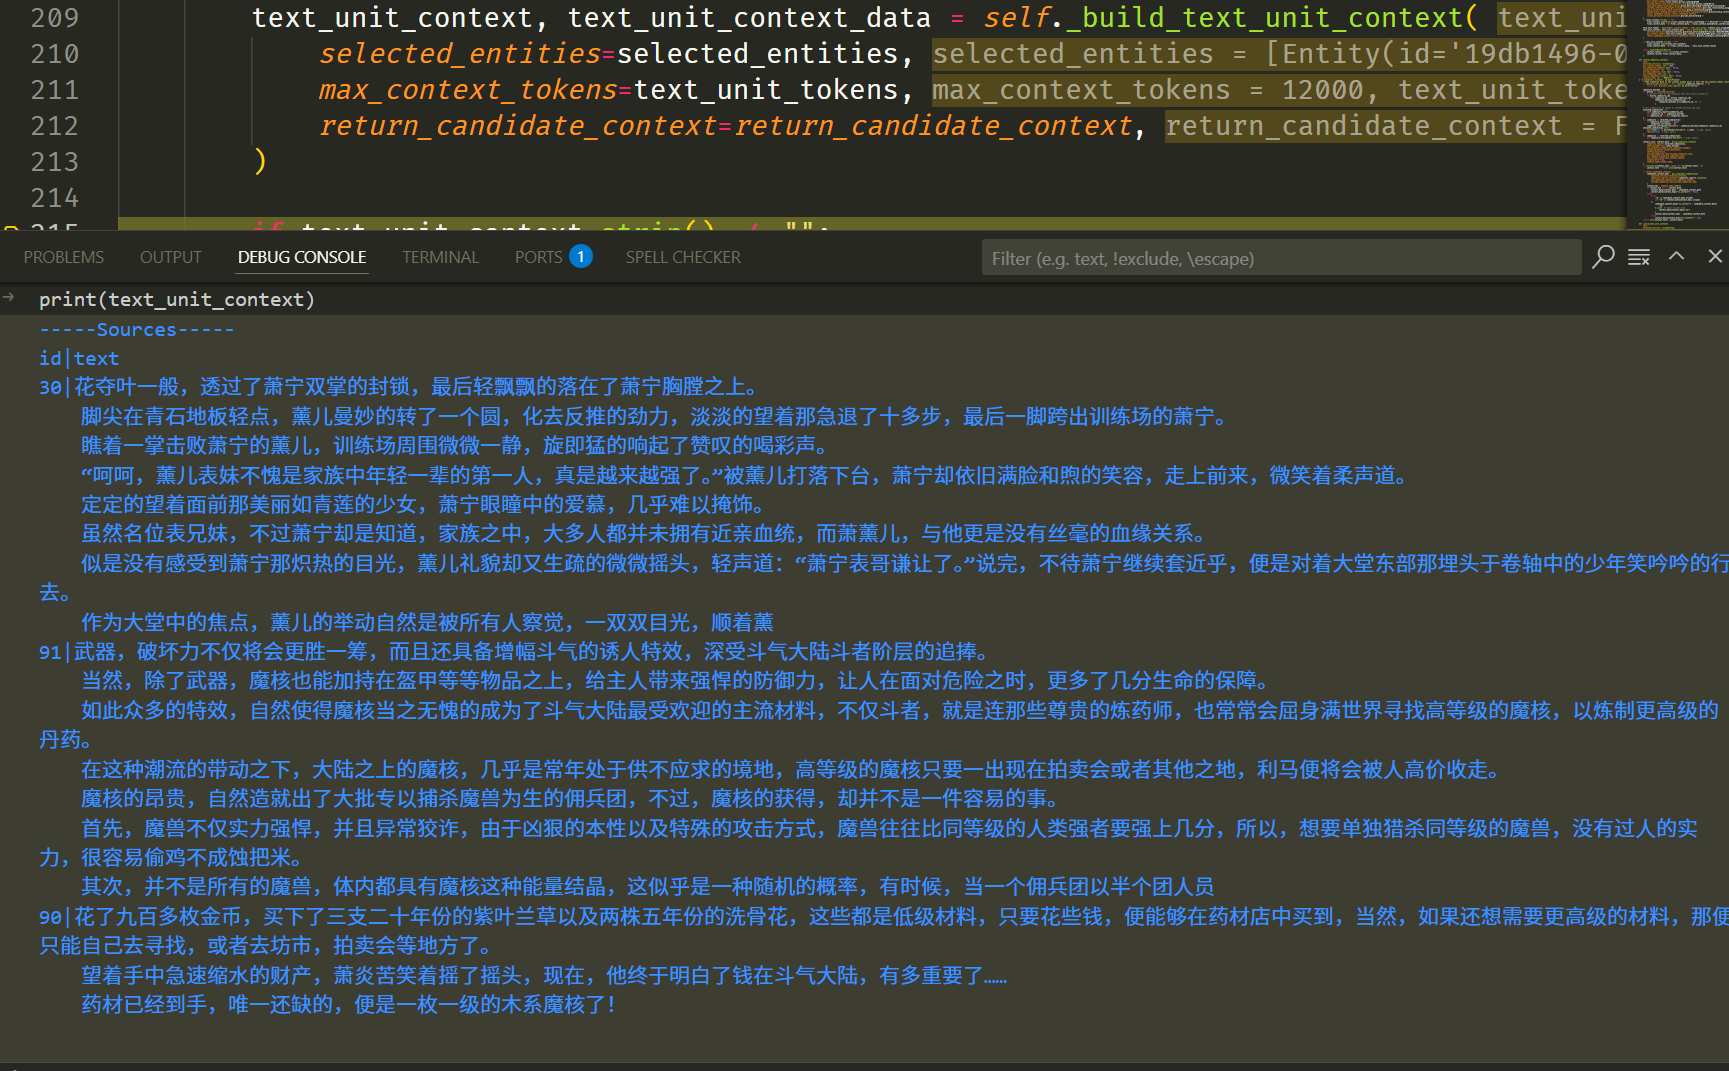 209 text_unit_context, text_unit_context_data = self._build_text_unit_context( text_uni
210 selected_entities=selected_entities, selected_entities = [Entity(id='19db1496-0
211 max_context_tokens=text_unit_tokens, max_context_tokens = 12000, text_unit_toke
212 return_candidate_context=return_candidate_context, return_candidate_context = F
213 )
214
215 if text_unit_context.strip()
PROBLEMS OUTPUT DEBUG CONSOLE TERMINAL PORTS 1 SPELL CHECKER Filter (e.g. text, !exclude, \escape)
print(text_unit_context)
-----Sources-----
id|text
30|花夺叶一般，透过了萧宁双掌的封锁，最后轻飘飘的落在了萧宁胸膛之上。
脚尖在青石地板轻点，薰儿曼妙的转了一个圆，化去反推的劲力，淡淡的望着那急退了十多步，最后一脚跨出训练场的萧宁。
瞧着一掌击败萧宁的薰儿，训练场周围微微一静，旋即猛的响起了赞叹的喝彩声。
“呵呵，薰儿表妹不愧是家族中年轻一辈的第一人，真是越来越强了。”被薰儿打落下台，萧宁却依旧满脸和煦的笑容，走上前来，微笑着柔声道。
定定的望着面前那美丽如青莲的少女，萧宁眼瞳中的爱慕，几乎难以掩饰。
虽然名位表兄妹，不过萧宁却是知道，家族之中，大多人都并未拥有近亲血统，而萧薰儿，与他更是没有丝毫的血缘关系。
似是没有感受到萧宁那炽热的目光，薰儿礼貌却又生疏的微微摇头，轻声道：“萧宁表哥谦让了。”说完，不待萧宁继续套近乎，便是对着大堂东部那埋头于卷轴中的少年笑吟吟的行
去。
作为大堂中的焦点，薰儿的举动自然是被所有人察觉，一双双目光，顺着薰
91|武器，破坏力不仅将会更胜一筹，而且还具备增幅斗气的诱人特效，深受斗气大陆斗者阶层的追捧。
当然，除了武器，魔核也能加持在盔甲等等物品之上，给主人带来强悍的防御力，让人在面对危险之时，更多了几分生命的保障。
如此众多的特效，自然使得魔核当之无愧的成为了斗气大陆最受欢迎的主流材料，不仅斗者，就是连那些尊贵的炼药师，也常常会屈身满世界寻找高等级的魔核，以炼制更高级的
丹药。
在这种潮流的带动之下，大陆之上的魔核，几乎是常年处于供不应求的境地，高等级的魔核只要一出现在拍卖会或者其他之地，利马便将会被人高价收走。
魔核的昂贵，自然造就出了大批专以捕杀魔兽为生的佣兵团，不过，魔核的获得，却并不是一件容易的事。
首先，魔兽不仅实力强悍，并且异常狡诈，由于凶狠的本性以及特殊的攻击方式，魔兽往往比同等级的人类强者要强上几分，所以，想要单独猎杀同等级的魔兽，没有过人的实
力，很容易偷鸡不成蚀把米。
其次，并不是所有的魔兽，体内都具有魔核这种能量结晶，这似乎是一种随机的概率，有时候，当一个佣兵团以半个团人员
90|花了九百多枚金币，买下了三支二十年份的紫叶兰草以及两株五年份的洗骨花，这些都是低级材料，只要花些钱，便能够在药材店中买到，当然，如果还想需要更高级的材料，那便
只能自己去寻找，或者去坊市，拍卖会等地方了。
望着手中急速缩水的财产，萧炎苦笑着摇了摇头，现在，他终于明白了钱在斗气大陆，有多重要了……
药材已经到手，唯一还缺的，便是一枚一级的木系魔核了！